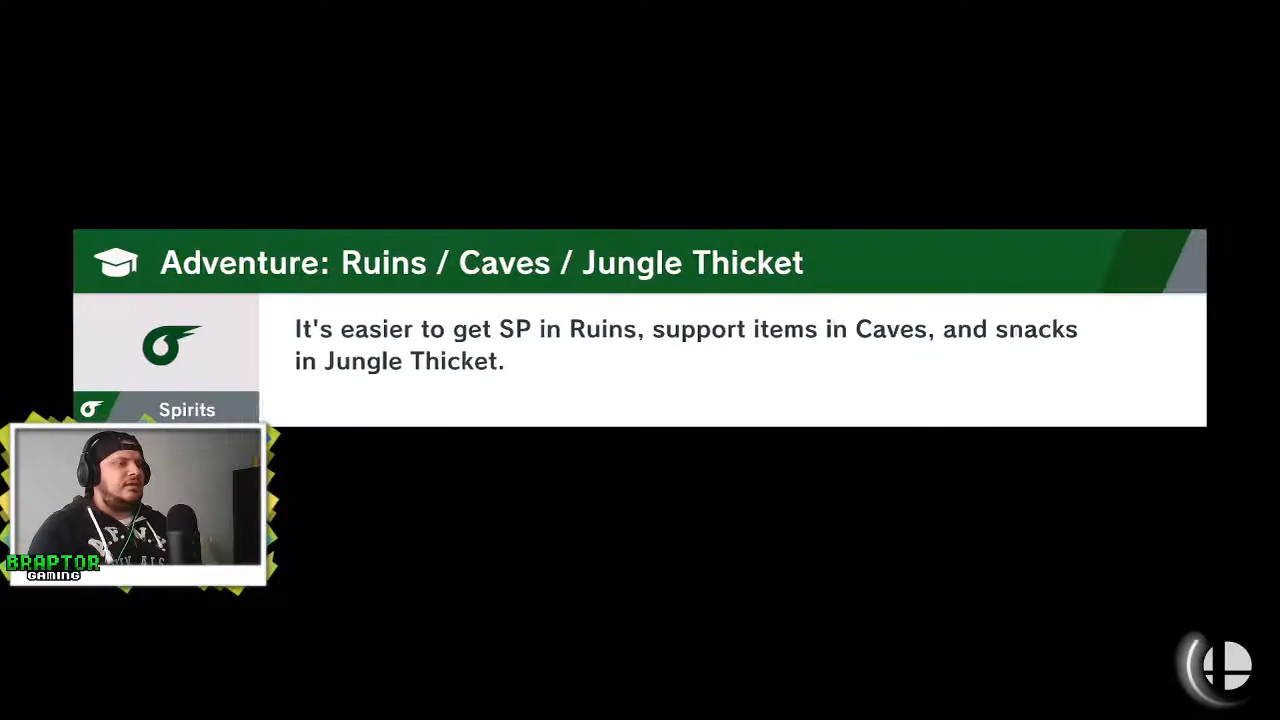 Adventure: Ruins / Caves / Jungle Thicket
It's easier to get SP in Ruins, support items in Caves, and snacks
in Jungle Thicket.
Spirits
BRAPTOR
GAMING